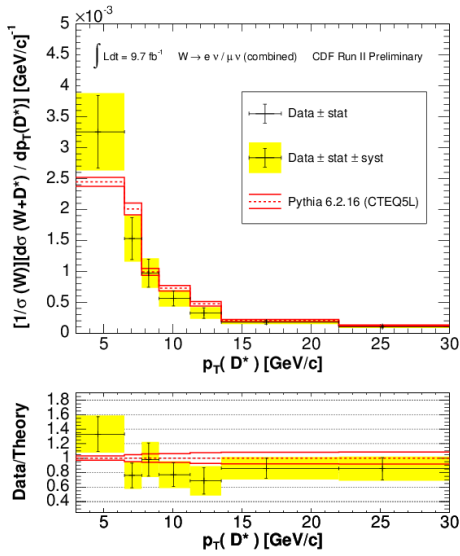 ×10⁻³
∫ Ldt = 9.7 fb⁻¹ W → e ν / μ ν (combined) CDF Run II Preliminary
[1/σ (W)][dσ (W+D*) / dp_T(D*)] [GeV/c]⁻¹
5
4.5
4
3.5
3
2.5
2
1.5
1
0.5
0
Data ± stat
Data ± stat ± syst
Pythia 6.2.16 (CTEQ5L)
5 10 15 20 25 30
p_T( D* ) [GeV/c]
Data/Theory
1.8
1.6
1.4
1.2
1.0
0.8
0.6
0.4
5 10 15 20 25 30
p_T( D* ) [GeV/c]